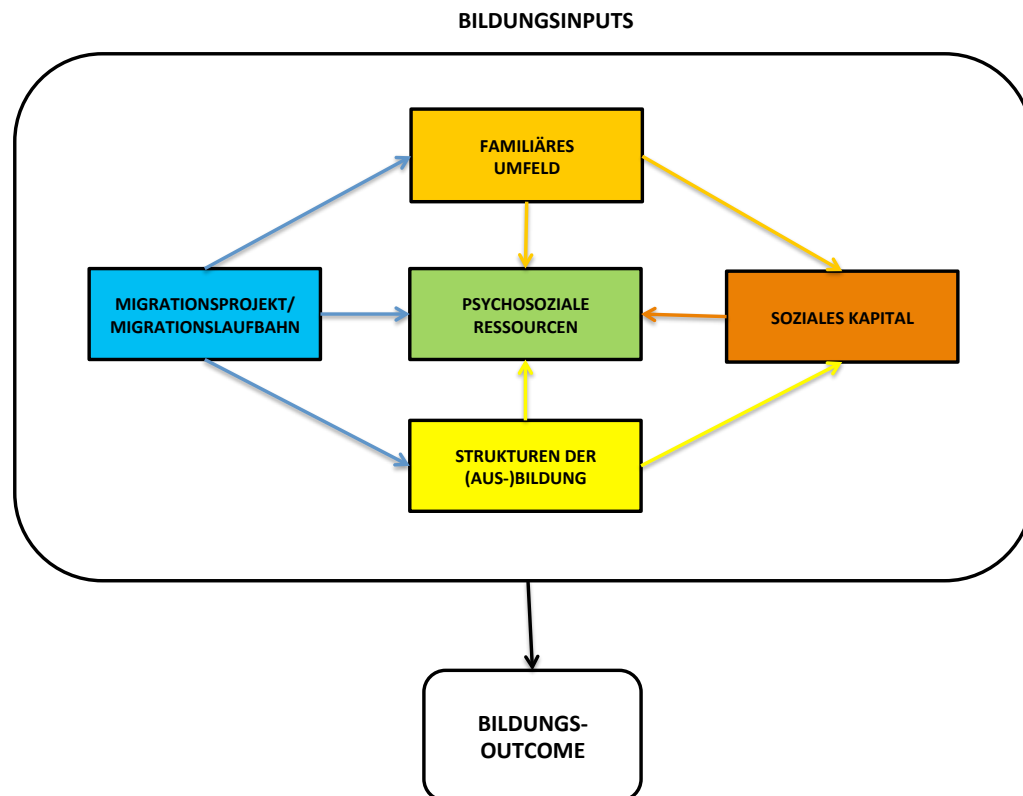 BILDUNGSINPUTS
FAMILIÄRES
UMFELD
MIGRATIONSPROJEKT/
MIGRATIONSLAUFBAHN
PSYCHOSOZIALE
RESSOURCEN
SOZIALES KAPITAL
STRUKTUREN DER
(AUS-)BILDUNG
BILDUNGS-
OUTCOME